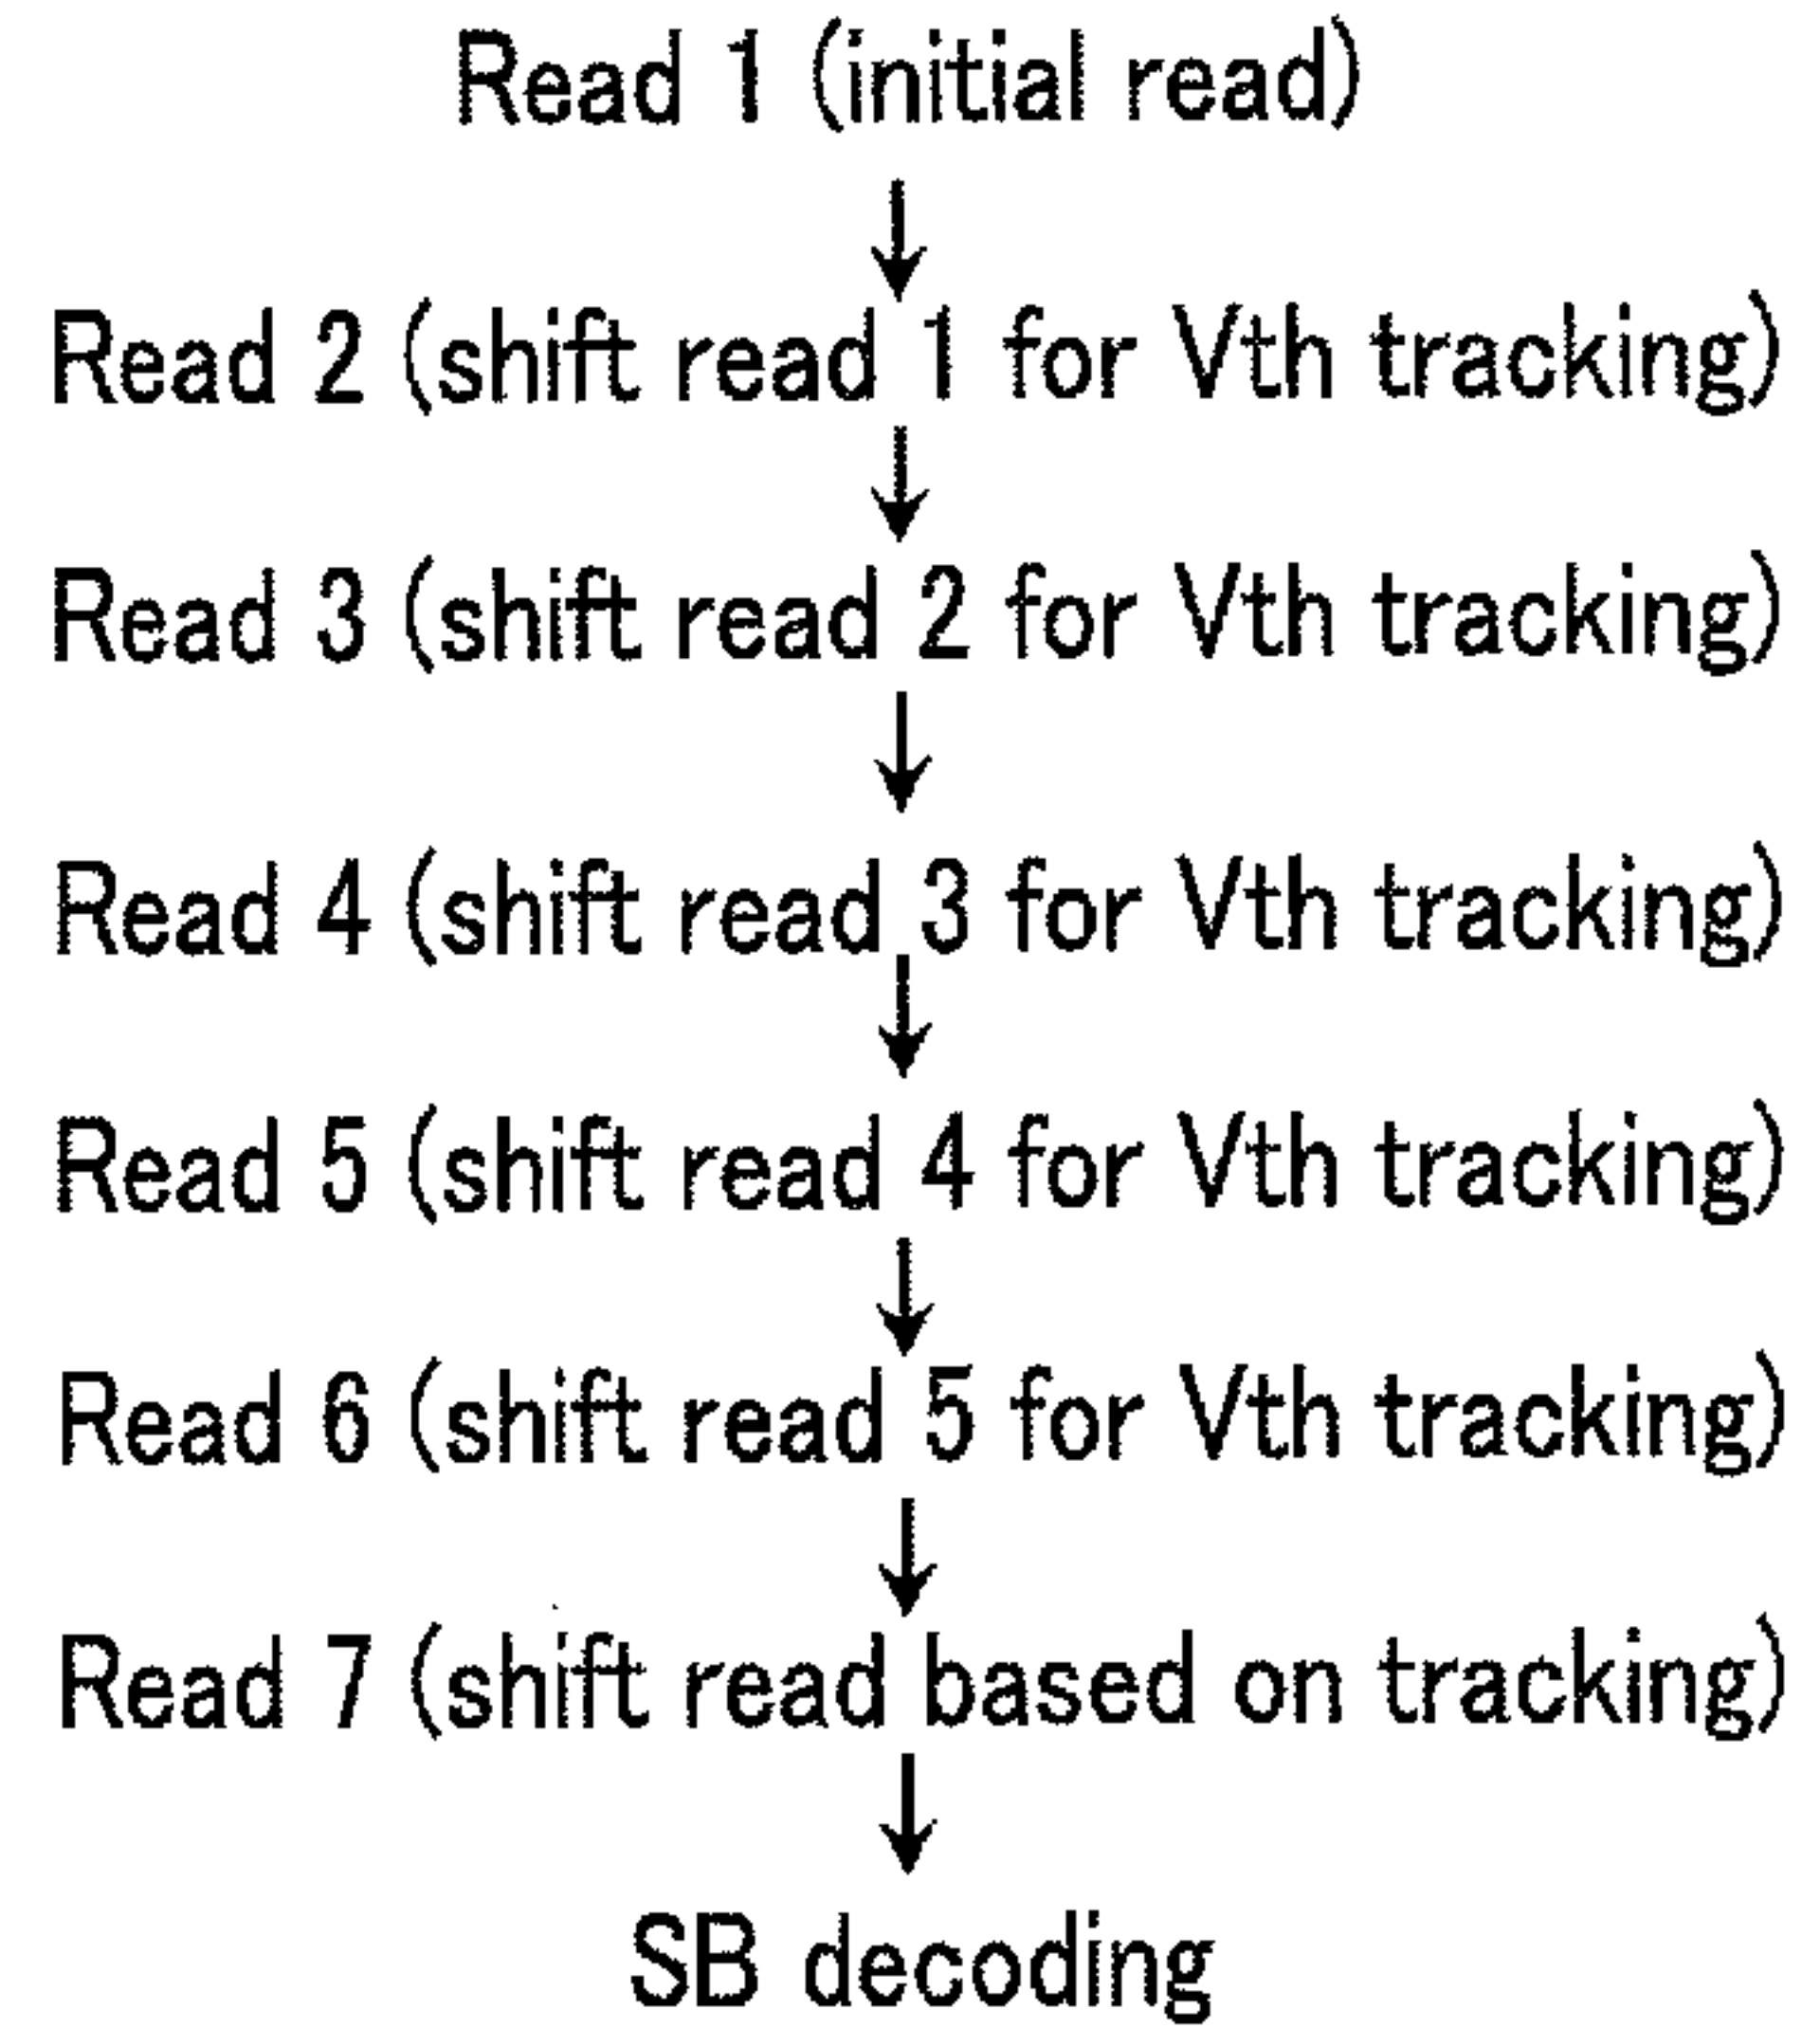 Read 1 (initial read)
Read 2 (shift read 1 for Vth tracking)
Read 3 (shift read 2 for Vth tracking)
Read 4 (shift read 3 for Vth tracking)
Read 5 (shift read 4 for Vth tracking)
Read 6 (shift read 5 for Vth tracking)
Read 7 (shift read based on tracking)
SB decoding